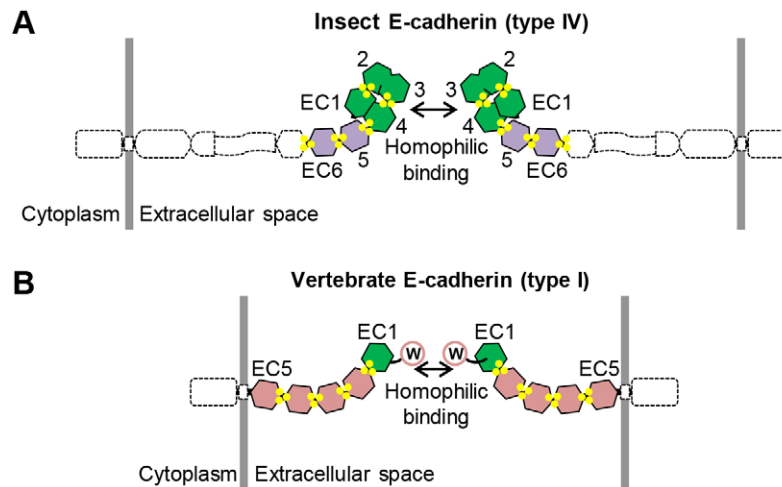 A
Insect E-cadherin (type IV)
2 2
EC1 3 3 EC1
4 4
5 Homophilic 5
EC6 binding EC6
Cytoplasm Extracellular space
B
Vertebrate E-cadherin (type I)
EC1 EC1
W W
EC5 EC5
Homophilic
binding
Cytoplasm Extracellular space